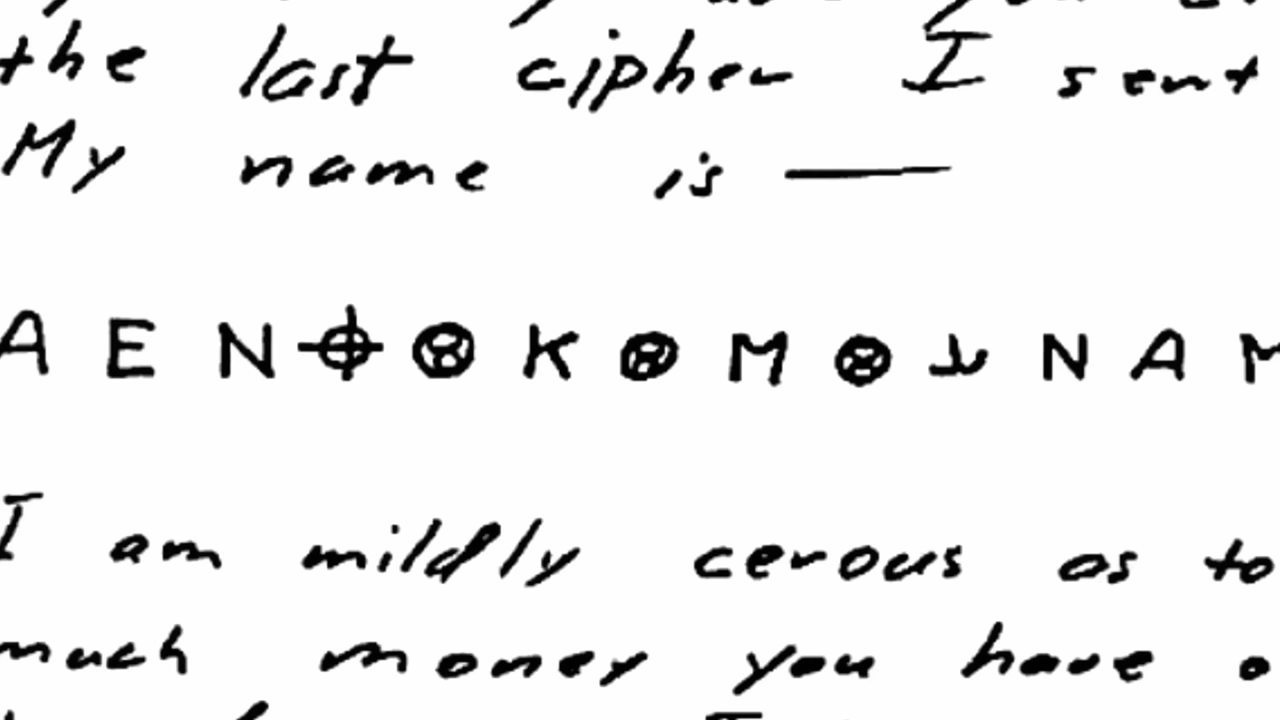 the last cipher I sent
My name is —
A E N ⌖ ⊗ K ⊗ M ⊗ N A M
I am mildly cerous as to
much money you have o